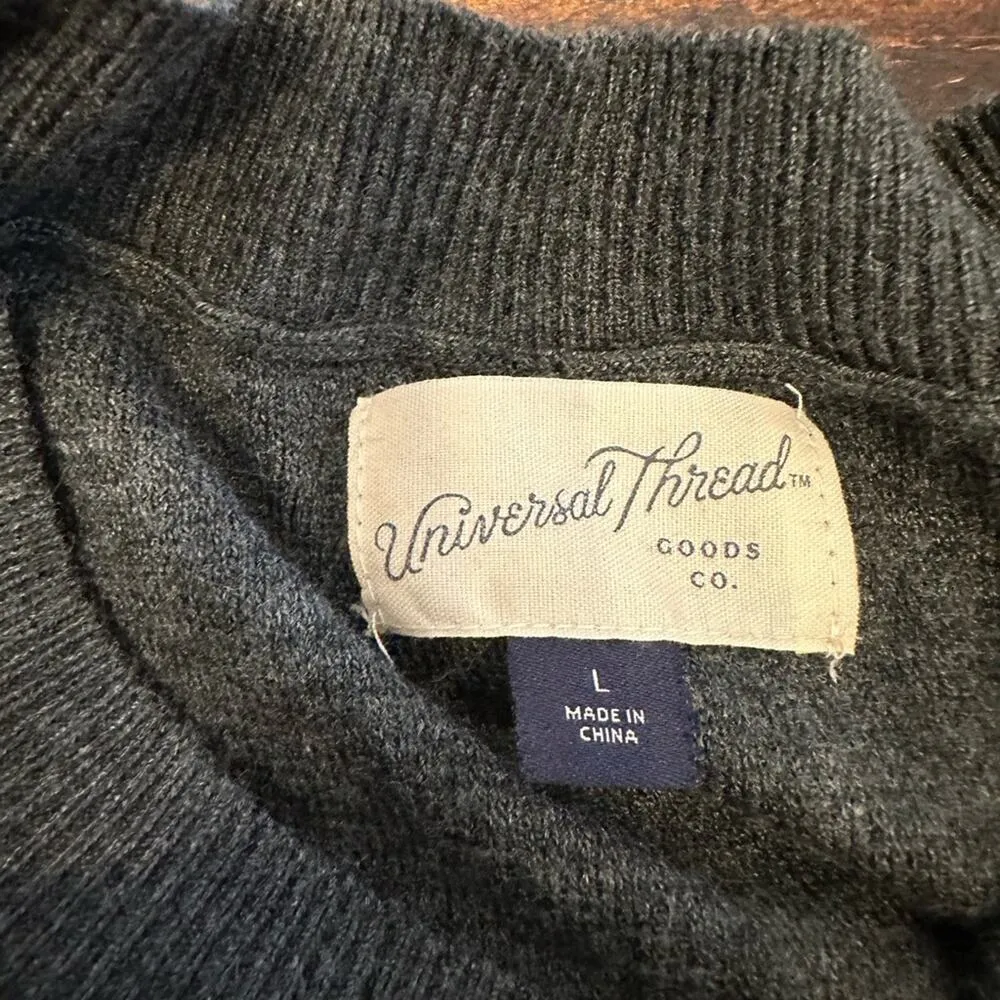 Universal Thread™
GOODS
CO.
L
MADE IN
CHINA